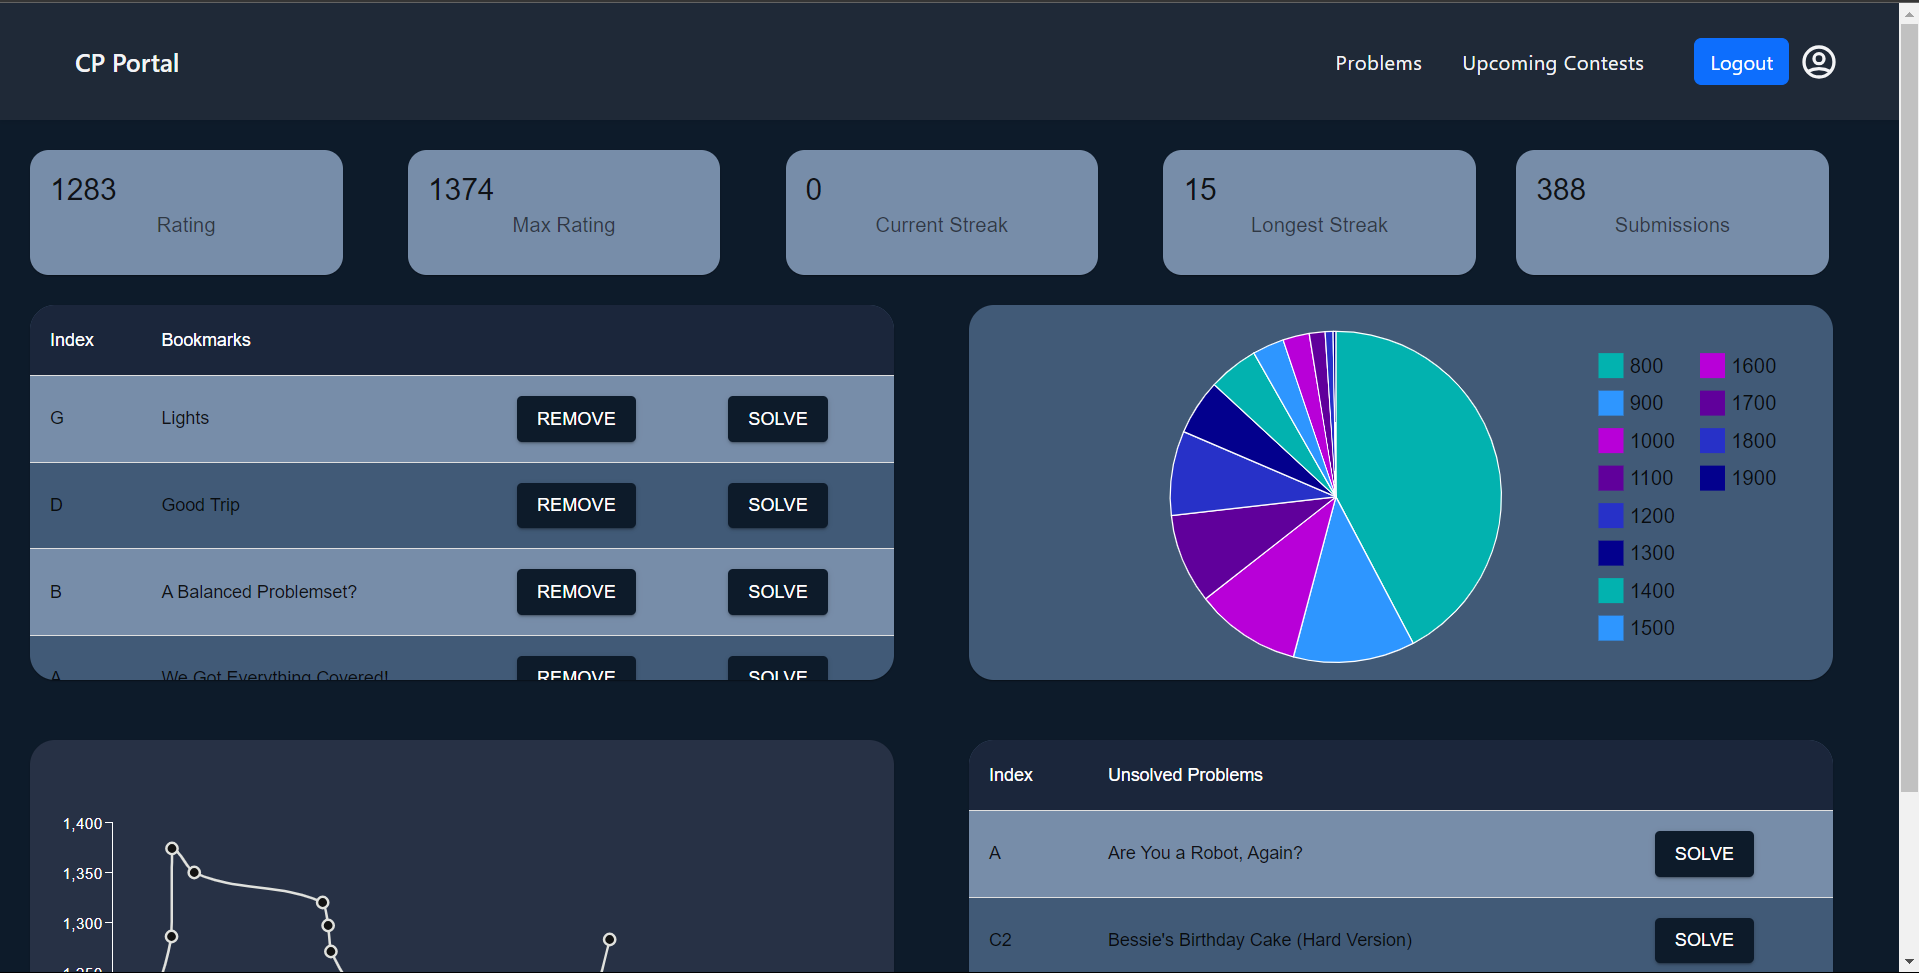 CP Portal
Problems Upcoming Contests Logout
1283
Rating
1374
Max Rating
0
Current Streak
15
Longest Streak
388
Submissions
Index Bookmarks
G Lights REMOVE SOLVE
D Good Trip REMOVE SOLVE
B A Balanced Problemset? REMOVE SOLVE
A We Got Everything Covered! REMOVE SOLVE
800 1600
900 1700
1000 1800
1100 1900
1200
1300
1400
1500
1,400
1,350
1,300
1,250
Index Unsolved Problems
A Are You a Robot, Again? SOLVE
C2 Bessie's Birthday Cake (Hard Version) SOLVE